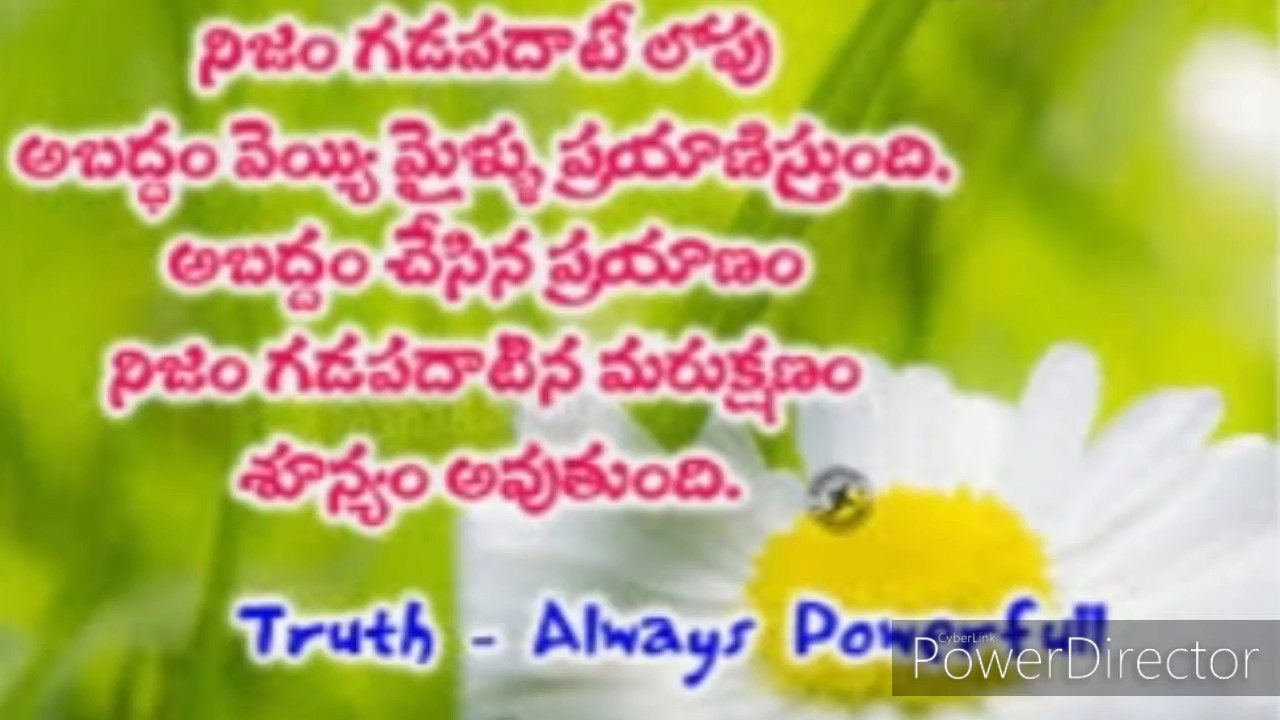 నిజం గడపదాటే లోపు
అబద్ధం వెయ్యి మైళ్ళు ప్రయాణిస్తుంది.
అబద్దం చేసిన ప్రయాణం
నిజం గడపదాటిన మరుక్షణం
శూన్యం అవుతుంది.
Truth - Always Powerfull
CyberLink
PowerDirector